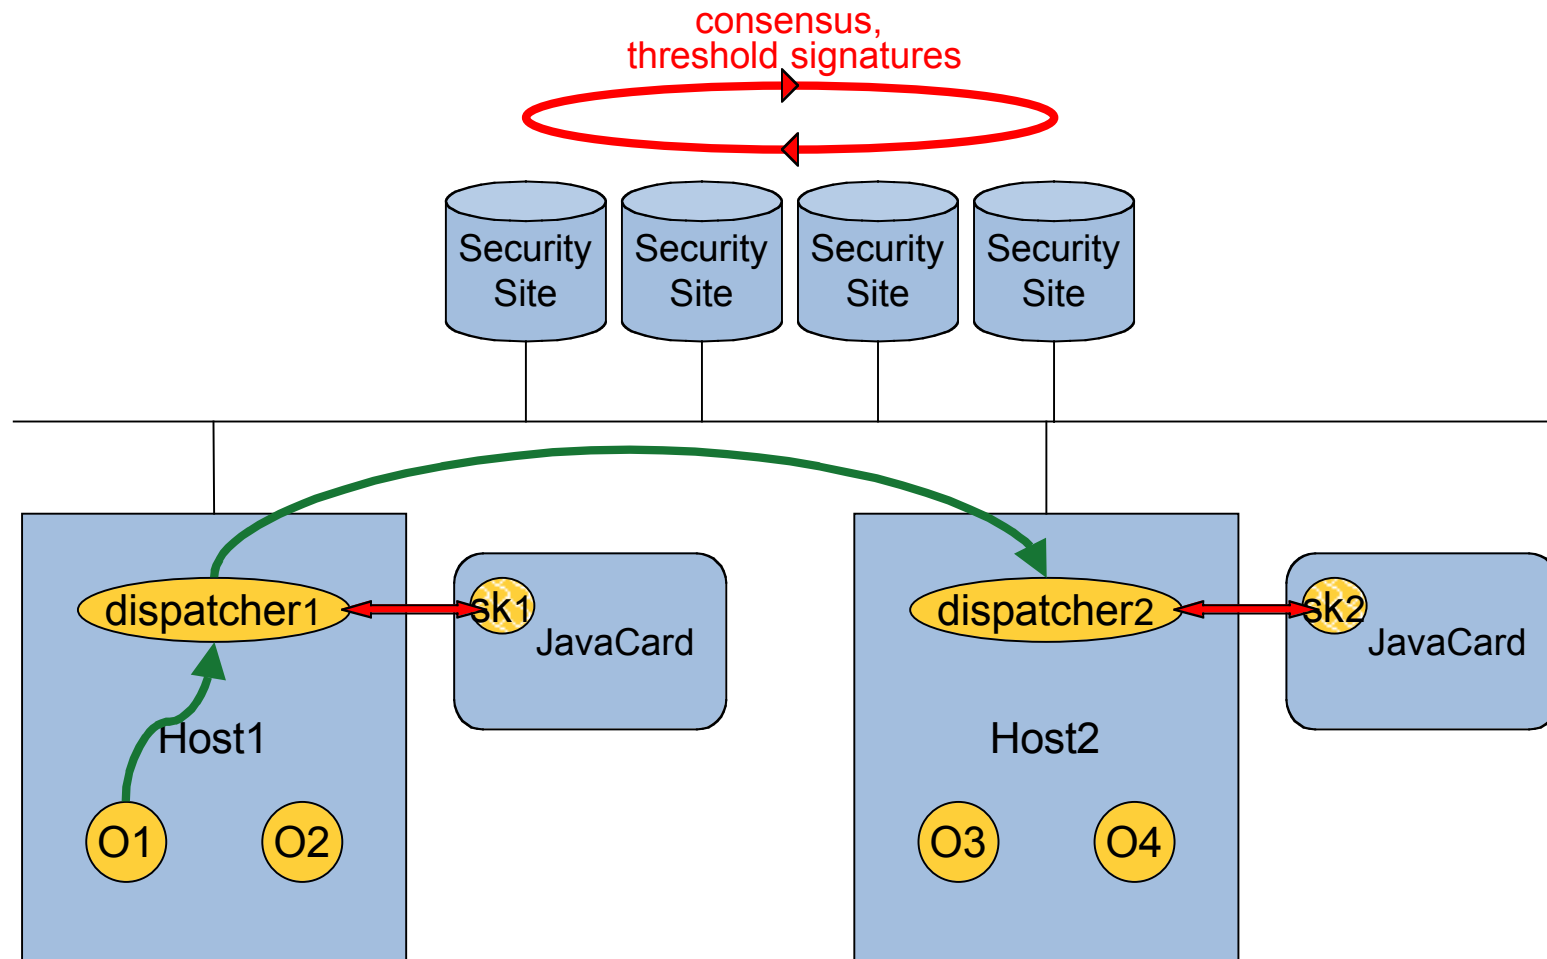 consensus,
threshold signatures
Security
Site
Security
Site
Security
Site
Security
Site
dispatcher1
sk1
JavaCard
Host1
O1
O2
dispatcher2
sk2
JavaCard
Host2
O3
O4